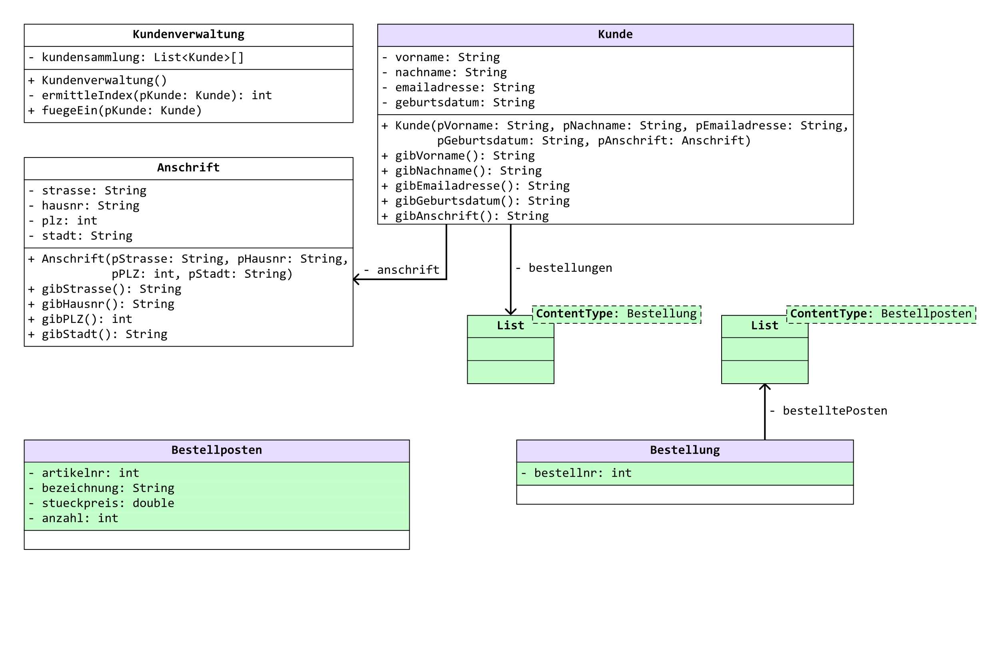 Kundenverwaltung
- kundensammlung: List<Kunde>[]
+ Kundenverwaltung()
- ermittleIndex(pKunde: Kunde): int
+ fuegeEin(pKunde: Kunde)
Kunde
- vorname: String
- nachname: String
- emailadresse: String
- geburtsdatum: String
+ Kunde(pVorname: String, pNachname: String, pEmailadresse: String,
pGeburtsdatum: String, pAnschrift: Anschrift)
+ gibVorname(): String
+ gibNachname(): String
+ gibEmailadresse(): String
+ gibGeburtsdatum(): String
+ gibAnschrift(): String
Anschrift
- strasse: String
- hausnr: String
- plz: int
- stadt: String
+ Anschrift(pStrasse: String, pHausnr: String,
pPLZ: int, pStadt: String)
+ gibStrasse(): String
+ gibHausnr(): String
+ gibPLZ(): int
+ gibStadt(): String
- anschrift
- bestellungen
ContentType: Bestellung
List
ContentType: Bestellposten
List
- bestelltePosten
Bestellposten
- artikelnr: int
- bezeichnung: String
- stueckpreis: double
- anzahl: int
Bestellung
- bestellnr: int